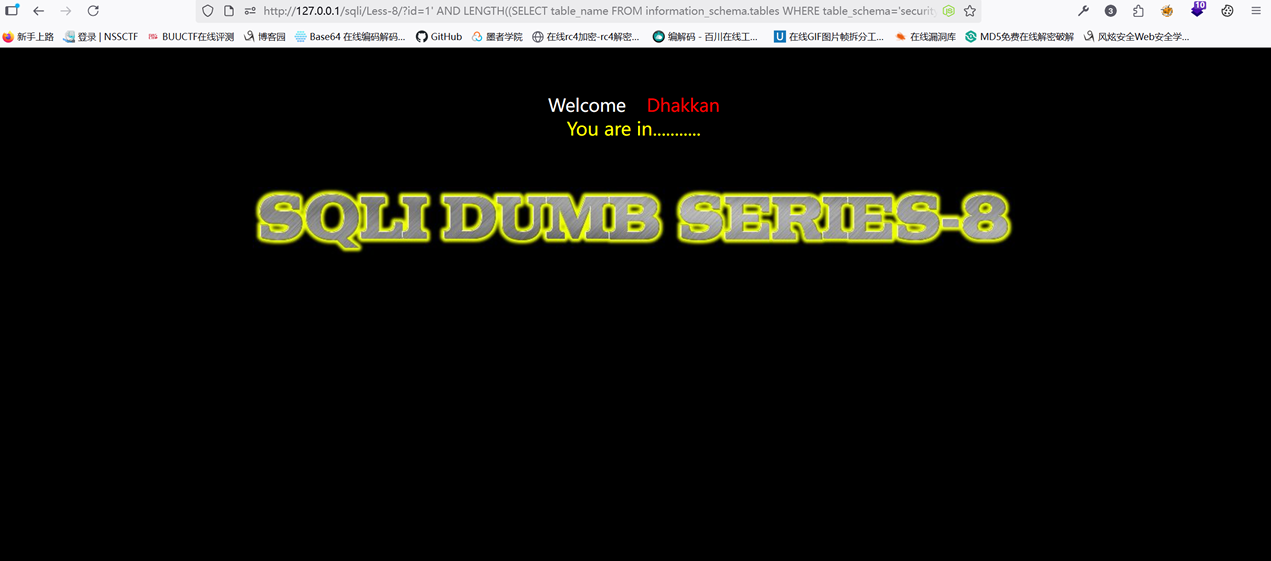 http://127.0.0.1/sqli/Less-8/?id=1' AND LENGTH((SELECT table_name FROM information_schema.tables WHERE table_schema='security
3
10
新手上路 登录 | NSSCTF BUUCTF在线评测 博客园 Base64 在线编码解码... GitHub 墨者学院 在线rc4加密-rc4解密... 编解码 - 百川在线工... U 在线GIF图片帧拆分工... 在线漏洞库 MD5免费在线解密破解 风炫安全Web安全学...
Welcome Dhakkan
You are in...........
SQLI DUMB SERIES-8